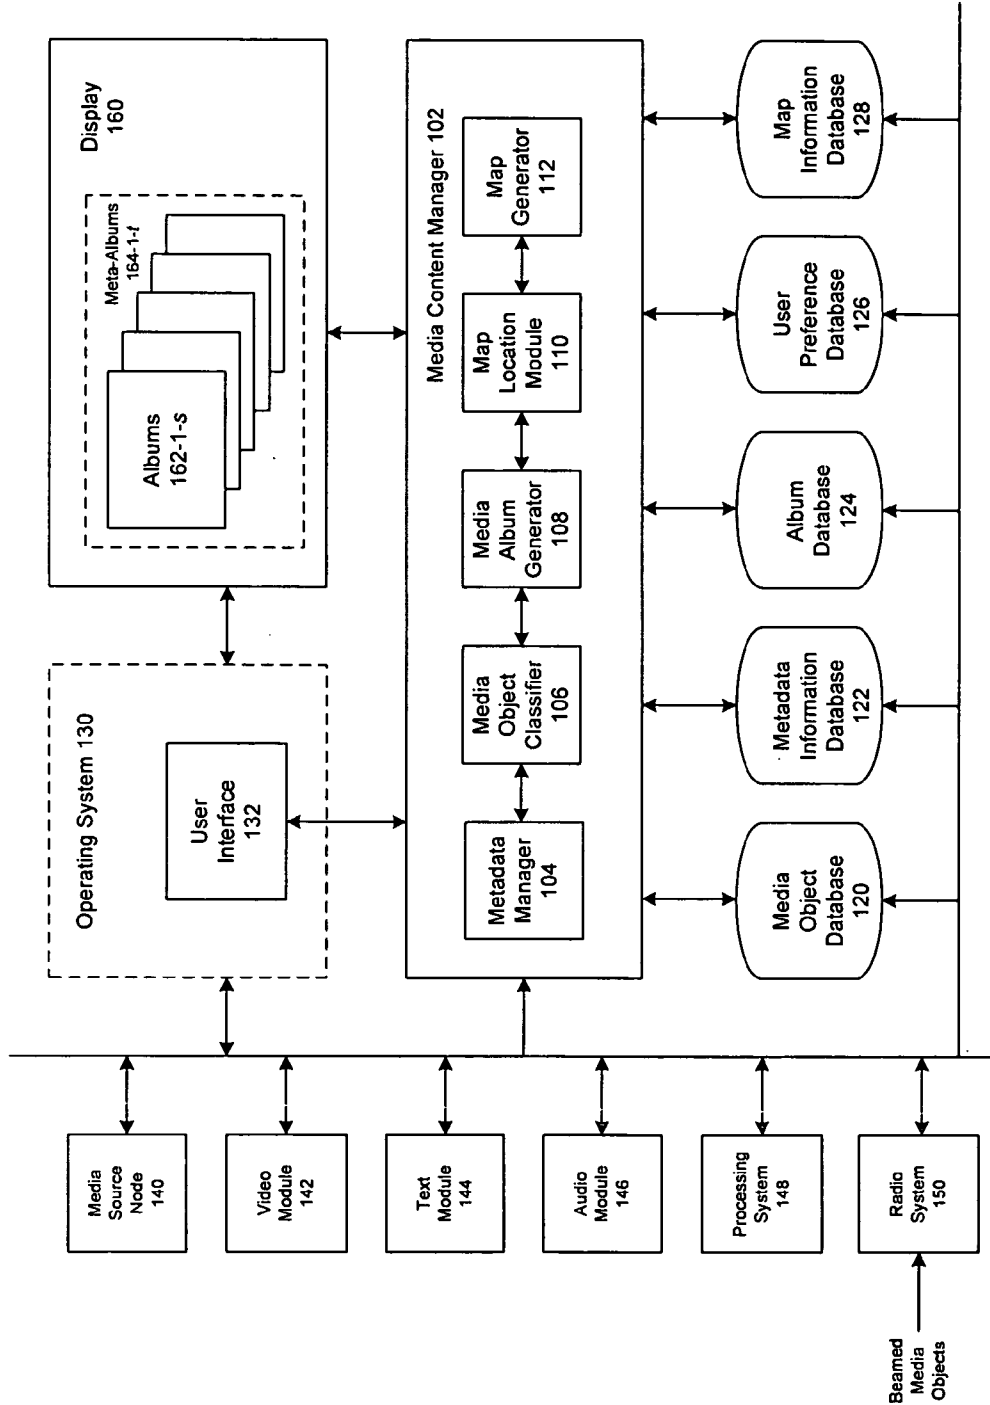 Media
Source
Node
140
Video
Module
142
Text
Module
144
Audio
Module
146
Processing
System
148
Radio
System
150
Beamed
Media
Objects
Operating System 130
User
Interface
132
Display
160
Meta-Albums
164-1-t
Albums
162-1-s
Media Content Manager 102
Metadata
Manager
104
Media
Object
Classifier
106
Media
Album
Generator
108
Map
Location
Module
110
Map
Generator
112
Media
Object
Database
120
Metadata
Information
Database
122
Album
Database
124
User
Preference
Database
126
Map
Information
Database
128